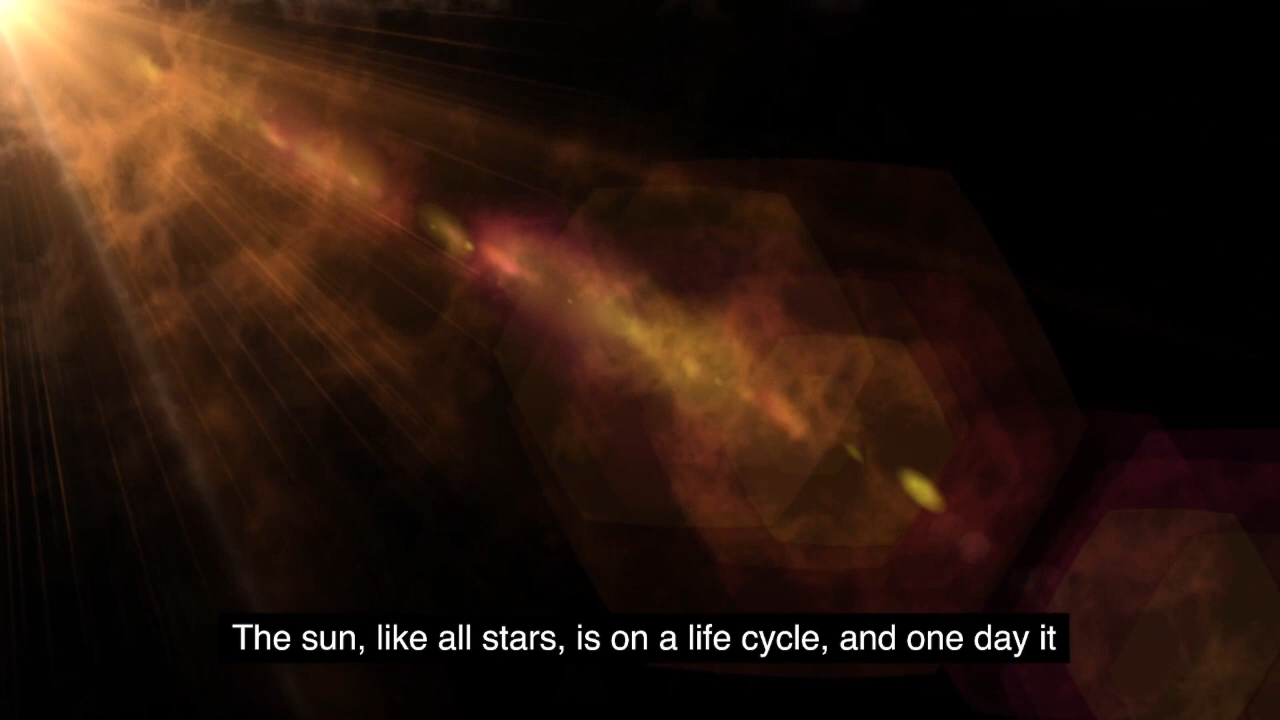 The sun, like all stars, is on a life cycle, and one day it